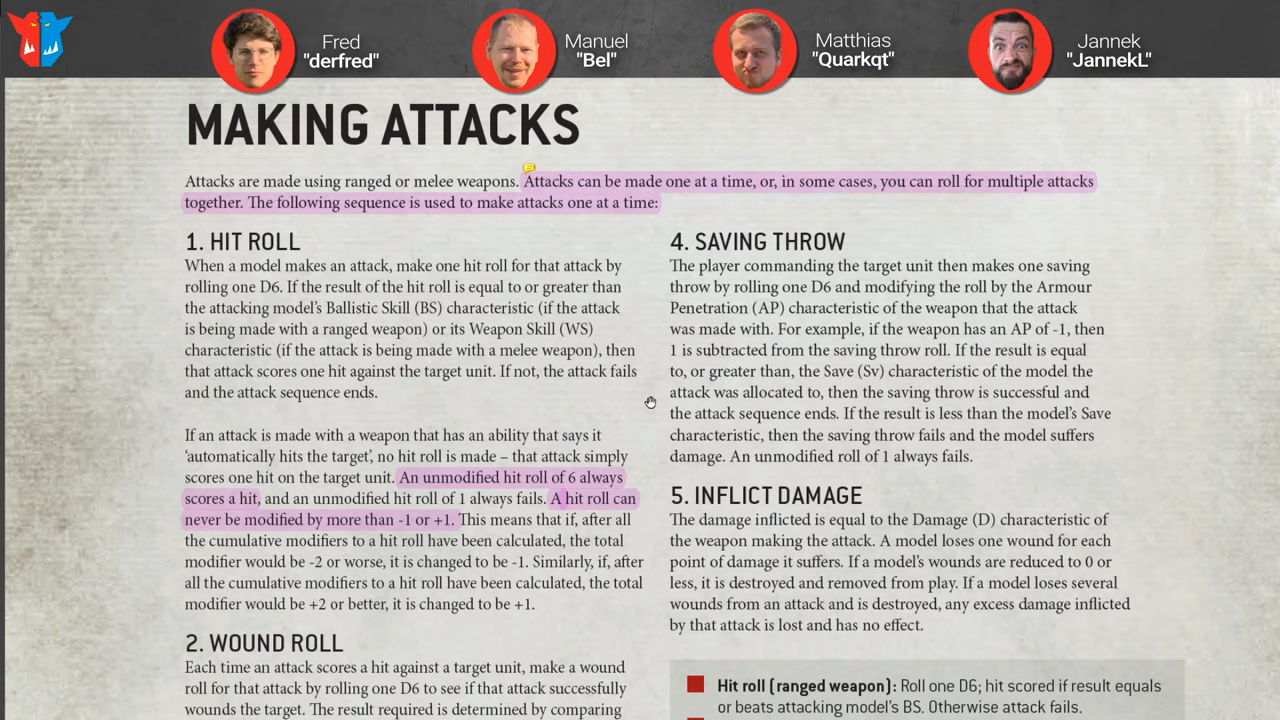 Fred
"derfred"
Manuel
"Bel"
Matthias
"Quarkqt"
Jannek
"JannekL"
MAKING ATTACKS
Attacks are made using ranged or melee weapons. Attacks can be made one at a time, or, in some cases, you can roll for multiple attacks
together. The following sequence is used to make attacks one at a time:
1. HIT ROLL
When a model makes an attack, make one hit roll for that attack by
rolling one D6. If the result of the hit roll is equal to or greater than
the attacking model's Ballistic Skill (BS) characteristic (if the attack
is being made with a ranged weapon) or its Weapon Skill (WS)
characteristic (if the attack is being made with a melee weapon), then
that attack scores one hit against the target unit. If not, the attack fails
and the attack sequence ends.
If an attack is made with a weapon that has an ability that says it
'automatically hits the target', no hit roll is made – that attack simply
scores one hit on the target unit. An unmodified hit roll of 6 always
scores a hit, and an unmodified hit roll of 1 always fails. A hit roll can
never be modified by more than -1 or +1. This means that if, after all
the cumulative modifiers to a hit roll have been calculated, the total
modifier would be -2 or worse, it is changed to be -1. Similarly, if, after
all the cumulative modifiers to a hit roll have been calculated, the total
modifier would be +2 or better, it is changed to be +1.
2. WOUND ROLL
Each time an attack scores a hit against a target unit, make a wound
roll for that attack by rolling one D6 to see if that attack successfully
wounds the target. The result required is determined by comparing
4. SAVING THROW
The player commanding the target unit then makes one saving
throw by rolling one D6 and modifying the roll by the Armour
Penetration (AP) characteristic of the weapon that the attack
was made with. For example, if the weapon has an AP of -1, then
1 is subtracted from the saving throw roll. If the result is equal
to, or greater than, the Save (Sv) characteristic of the model the
attack was allocated to, then the saving throw is successful and
the attack sequence ends. If the result is less than the model's Save
characteristic, then the saving throw fails and the model suffers
damage. An unmodified roll of 1 always fails.
5. INFLICT DAMAGE
The damage inflicted is equal to the Damage (D) characteristic of
the weapon making the attack. A model loses one wound for each
point of damage it suffers. If a model's wounds are reduced to 0 or
less, it is destroyed and removed from play. If a model loses several
wounds from an attack and is destroyed, any excess damage inflicted
by that attack is lost and has no effect.
Hit roll (ranged weapon): Roll one D6; hit scored if result equals
or beats attacking model's BS. Otherwise attack fails.